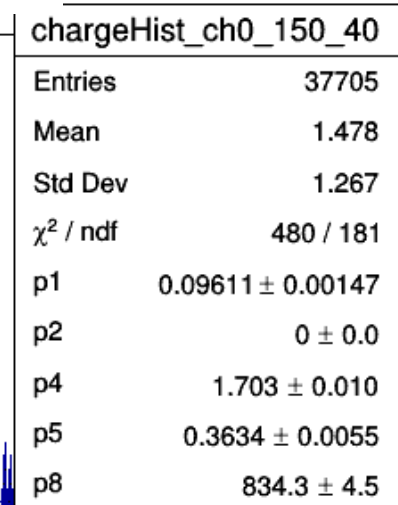 chargeHist_ch0_150_40
Entries 37705
Mean 1.478
Std Dev 1.267
χ² / ndf 480 / 181
p1 0.09611 ± 0.00147
p2 0 ± 0.0
p4 1.703 ± 0.010
p5 0.3634 ± 0.0055
p8 834.3 ± 4.5